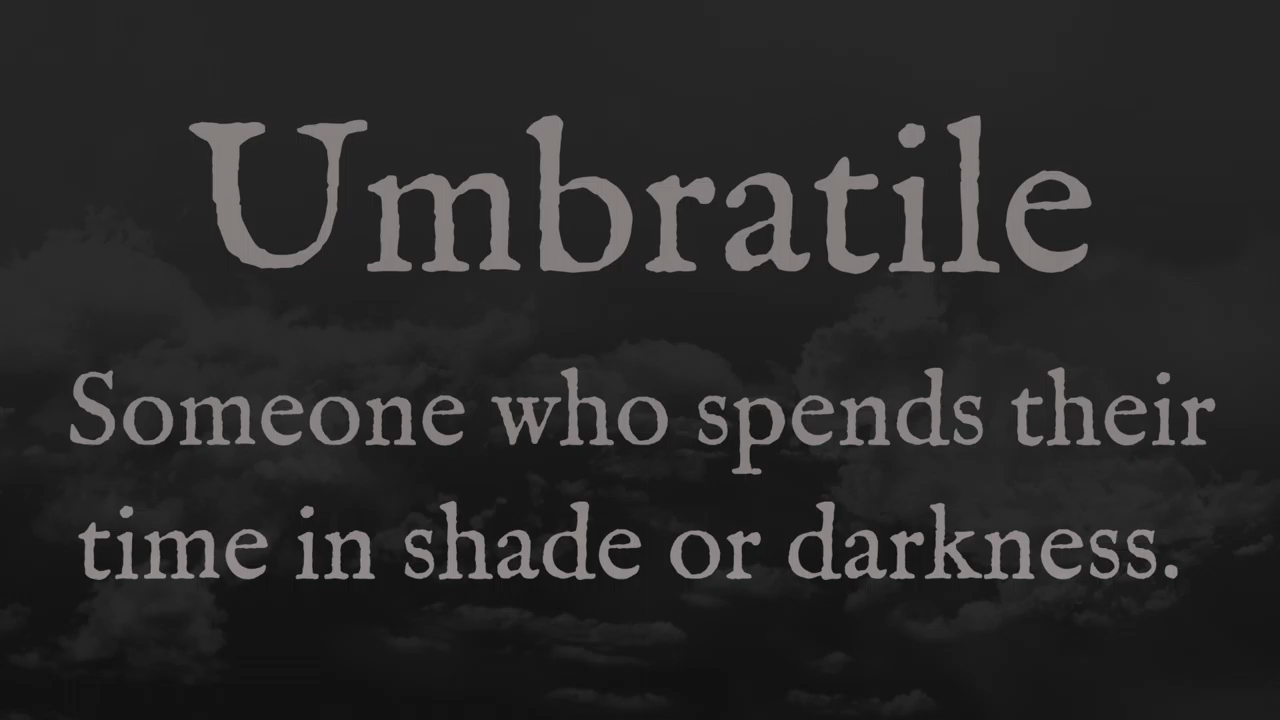 Umbratile
Someone who spends their
time in shade or darkness.